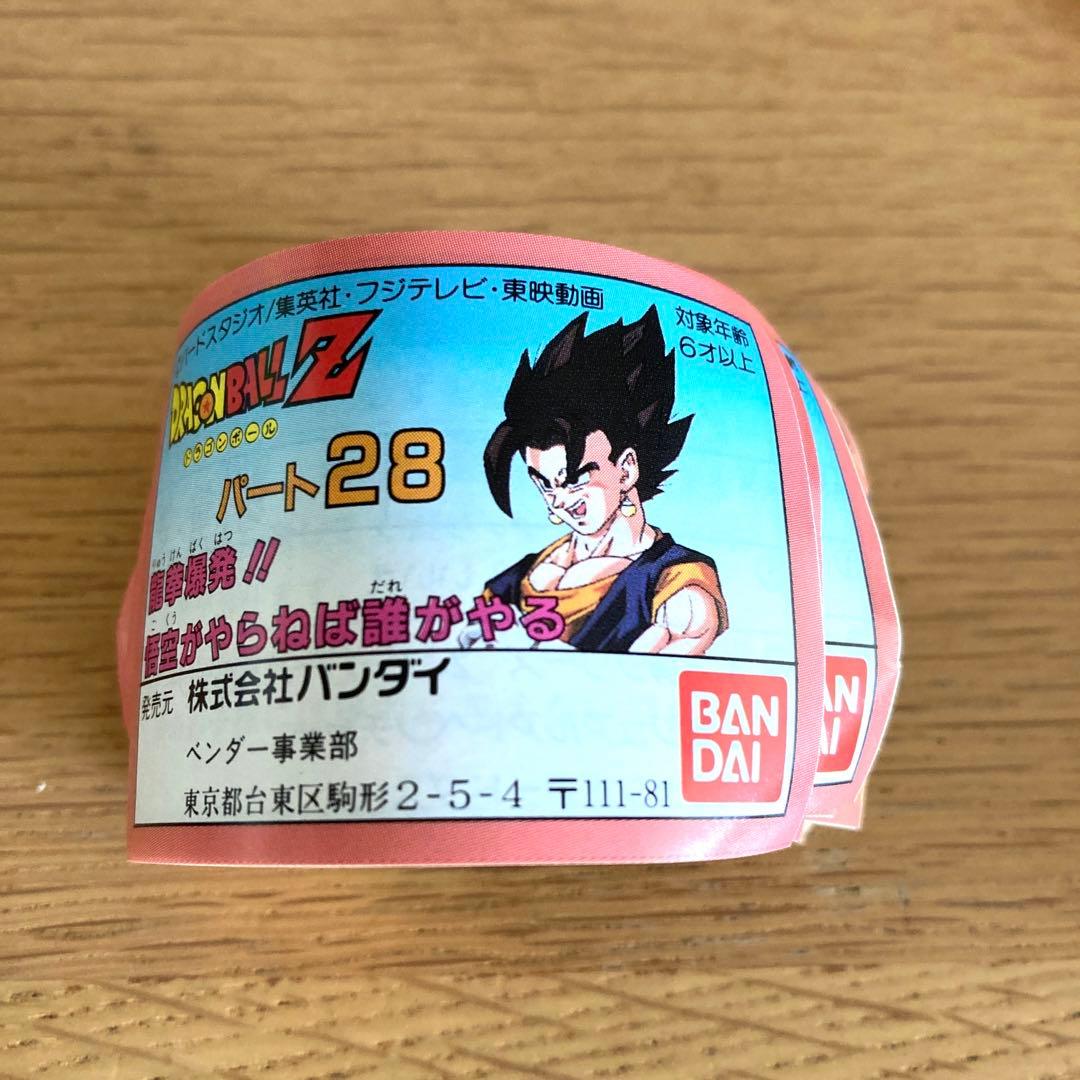 バードスタジオ/集英社・フジテレビ・東映動画
対象年齢
6才以上
DRAGON BALL Z
ドラゴンボール
パート28
りゅう けん ばく はつ
龍拳爆発!!
ご くう だれ
悟空がやらねば誰がやる
発売元 株式会社バンダイ
ベンダー事業部
東京都台東区駒形2-5-4 〒111-81
BAN
DAI
AN
AI